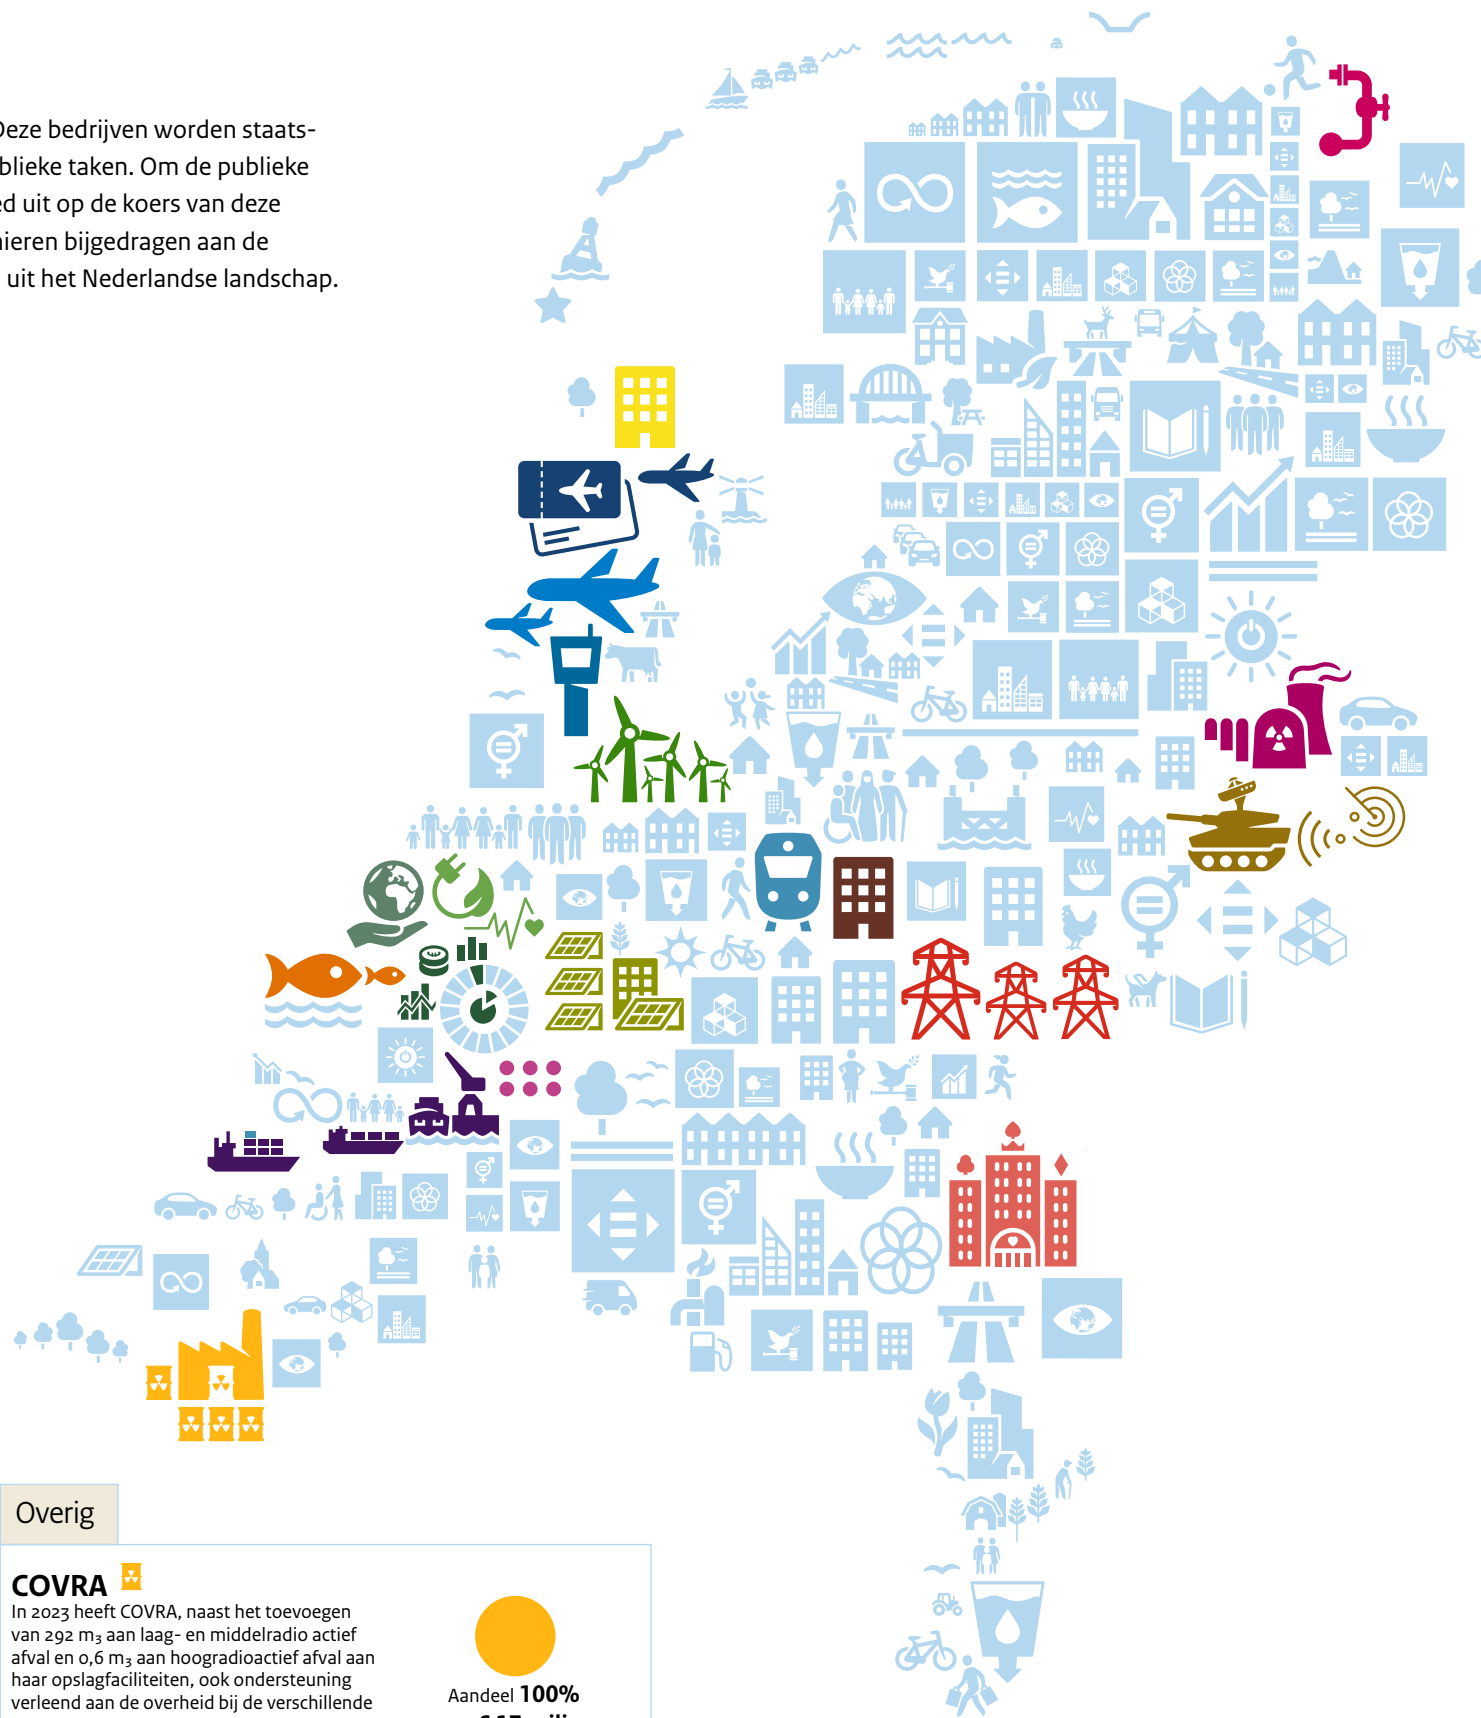 Deze bedrijven worden staats-
blieke taken. Om de publieke
ed uit op de koers van deze
nieren bijgedragen aan de
uit het Nederlandse landschap.
Overig
COVRA
In 2023 heeft COVRA, naast het toevoegen
van 292 m₃ aan laag- en middelradio actief
afval en 0,6 m₃ aan hoogradioactief afval aan
haar opslagfaciliteiten, ook ondersteuning
verleend aan de overheid bij de verschillende
Aandeel 100%